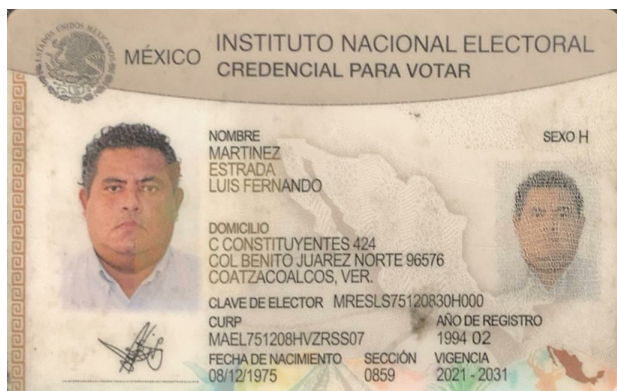 MÉXICO
INSTITUTO NACIONAL ELECTORAL
CREDENCIAL PARA VOTAR
NOMBRE
SEXO H
MARTINEZ
ESTRADA
LUIS FERNANDO
DOMICILIO
C CONSTITUYENTES 424
COL BENITO JUAREZ NORTE 96576
COATZACOALCOS, VER.
CLAVE DE ELECTOR MRESLS75120830H000
CURP AÑO DE REGISTRO
MAEL751208HVZRSS07 1994 02
FECHA DE NACIMIENTO SECCIÓN VIGENCIA
08/12/1975 0859 2021 - 2031